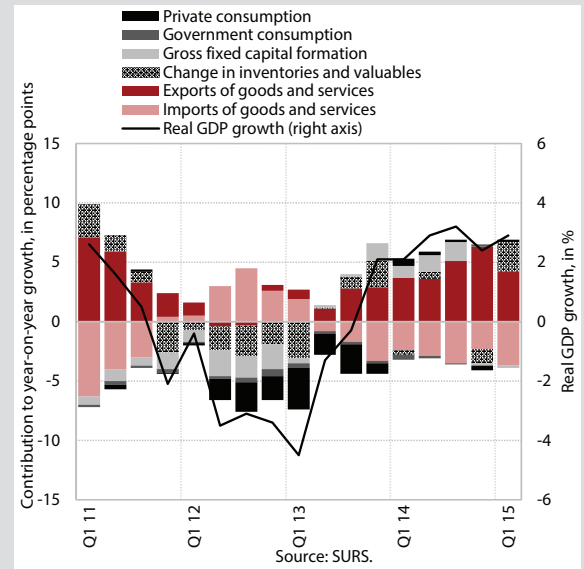 Private consumption
Government consumption
Gross fixed capital formation
Change in inventories and valuables
Exports of goods and services
Imports of goods and services
Real GDP growth (right axis)
Contribution to year-on-year growth, in percentage points
15
10
5
0
-5
-10
-15
6
4
2
0
-2
-4
-6
Real GDP growth, in %
Q1 11
Q1 12
Q1 13
Q1 14
Q1 15
Source: SURS.